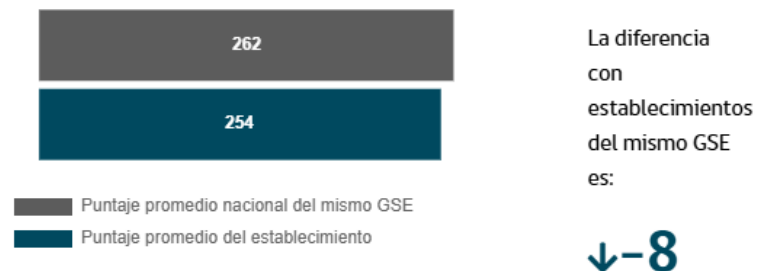 262
254
Puntaje promedio nacional del mismo GSE
Puntaje promedio del establecimiento
La diferencia
con
establecimientos
del mismo GSE
es:
↓-8